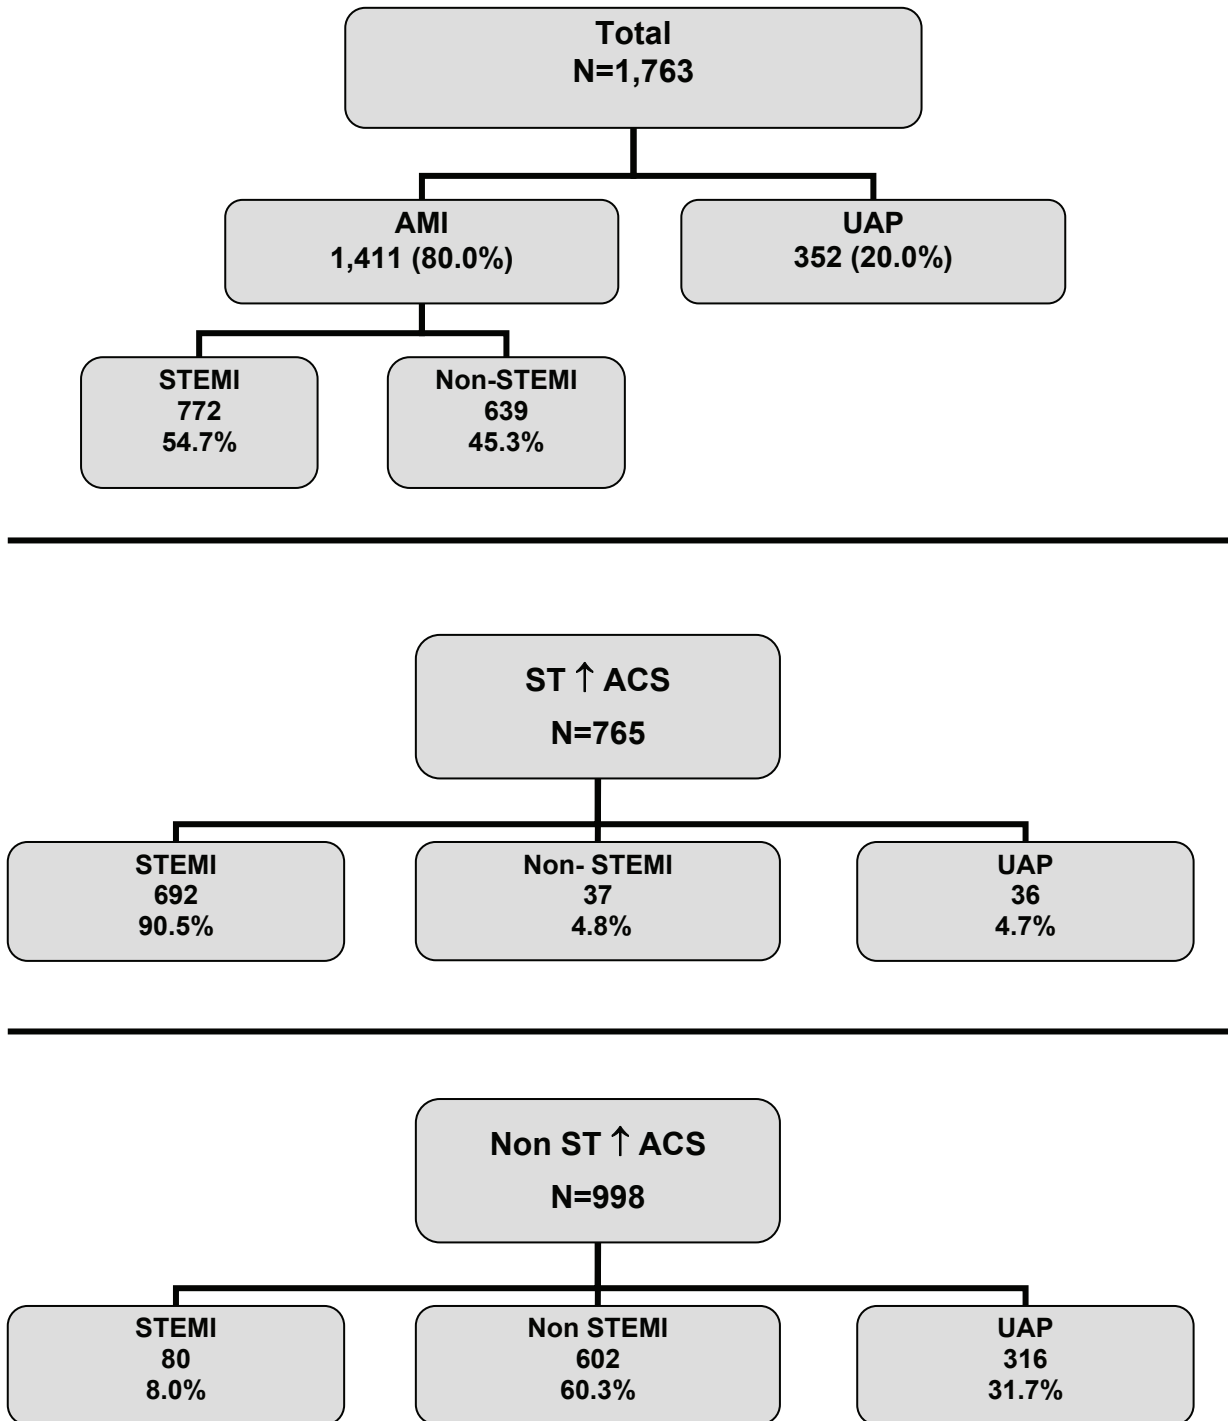 Total
N=1,763
AMI
1,411 (80.0%)
UAP
352 (20.0%)
STEMI
772
54.7%
Non-STEMI
639
45.3%
ST ↑ ACS
N=765
STEMI
692
90.5%
Non- STEMI
37
4.8%
UAP
36
4.7%
Non ST ↑ ACS
N=998
STEMI
80
8.0%
Non STEMI
602
60.3%
UAP
316
31.7%